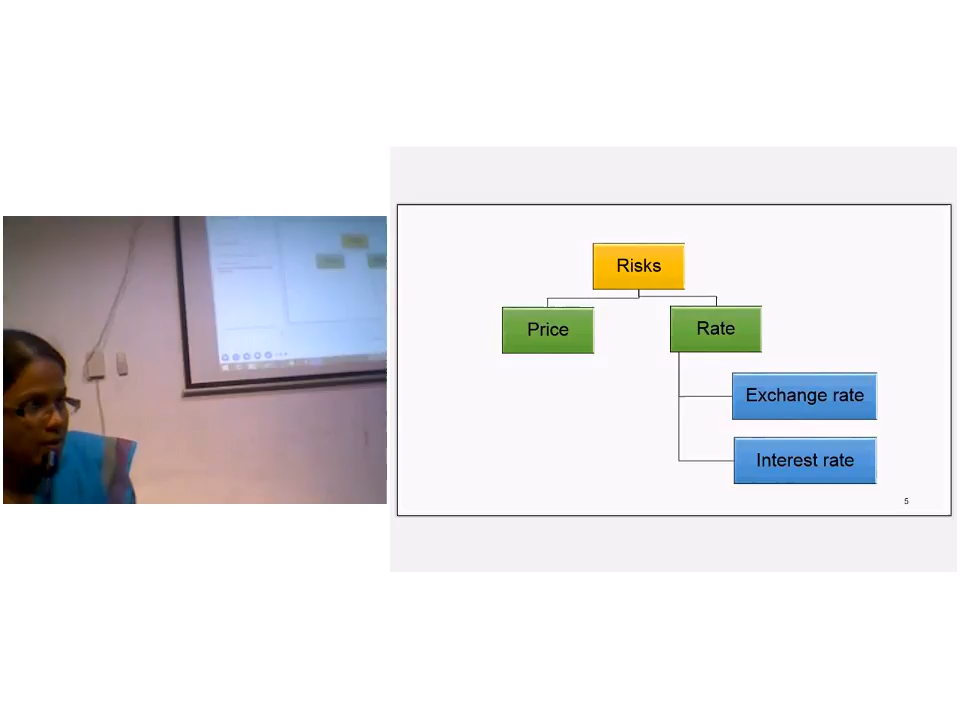 Risks
Price
Rate
Exchange rate
Interest rate
5